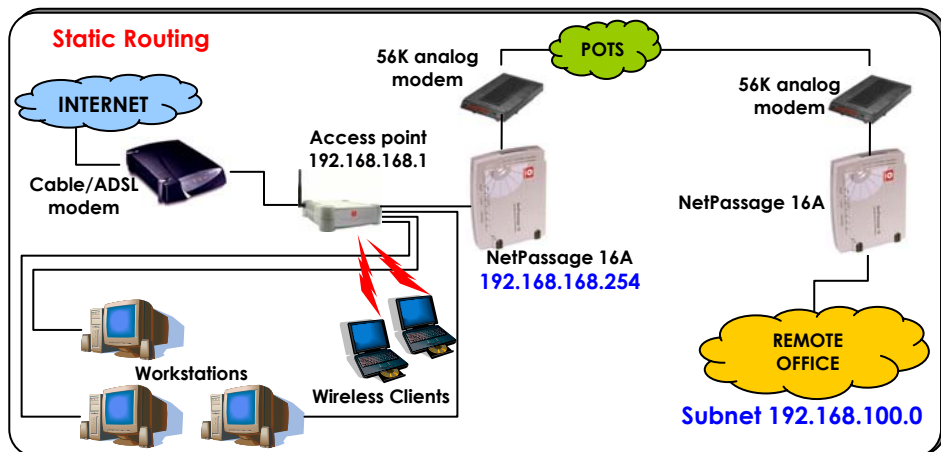 Static Routing
INTERNET
Cable/ADSL
modem
Access point
192.168.168.1
56K analog
modem
POTS
56K analog
modem
NetPassage 16A
192.168.168.254
NetPassage 16A
Workstations
Wireless Clients
REMOTE
OFFICE
Subnet 192.168.100.0